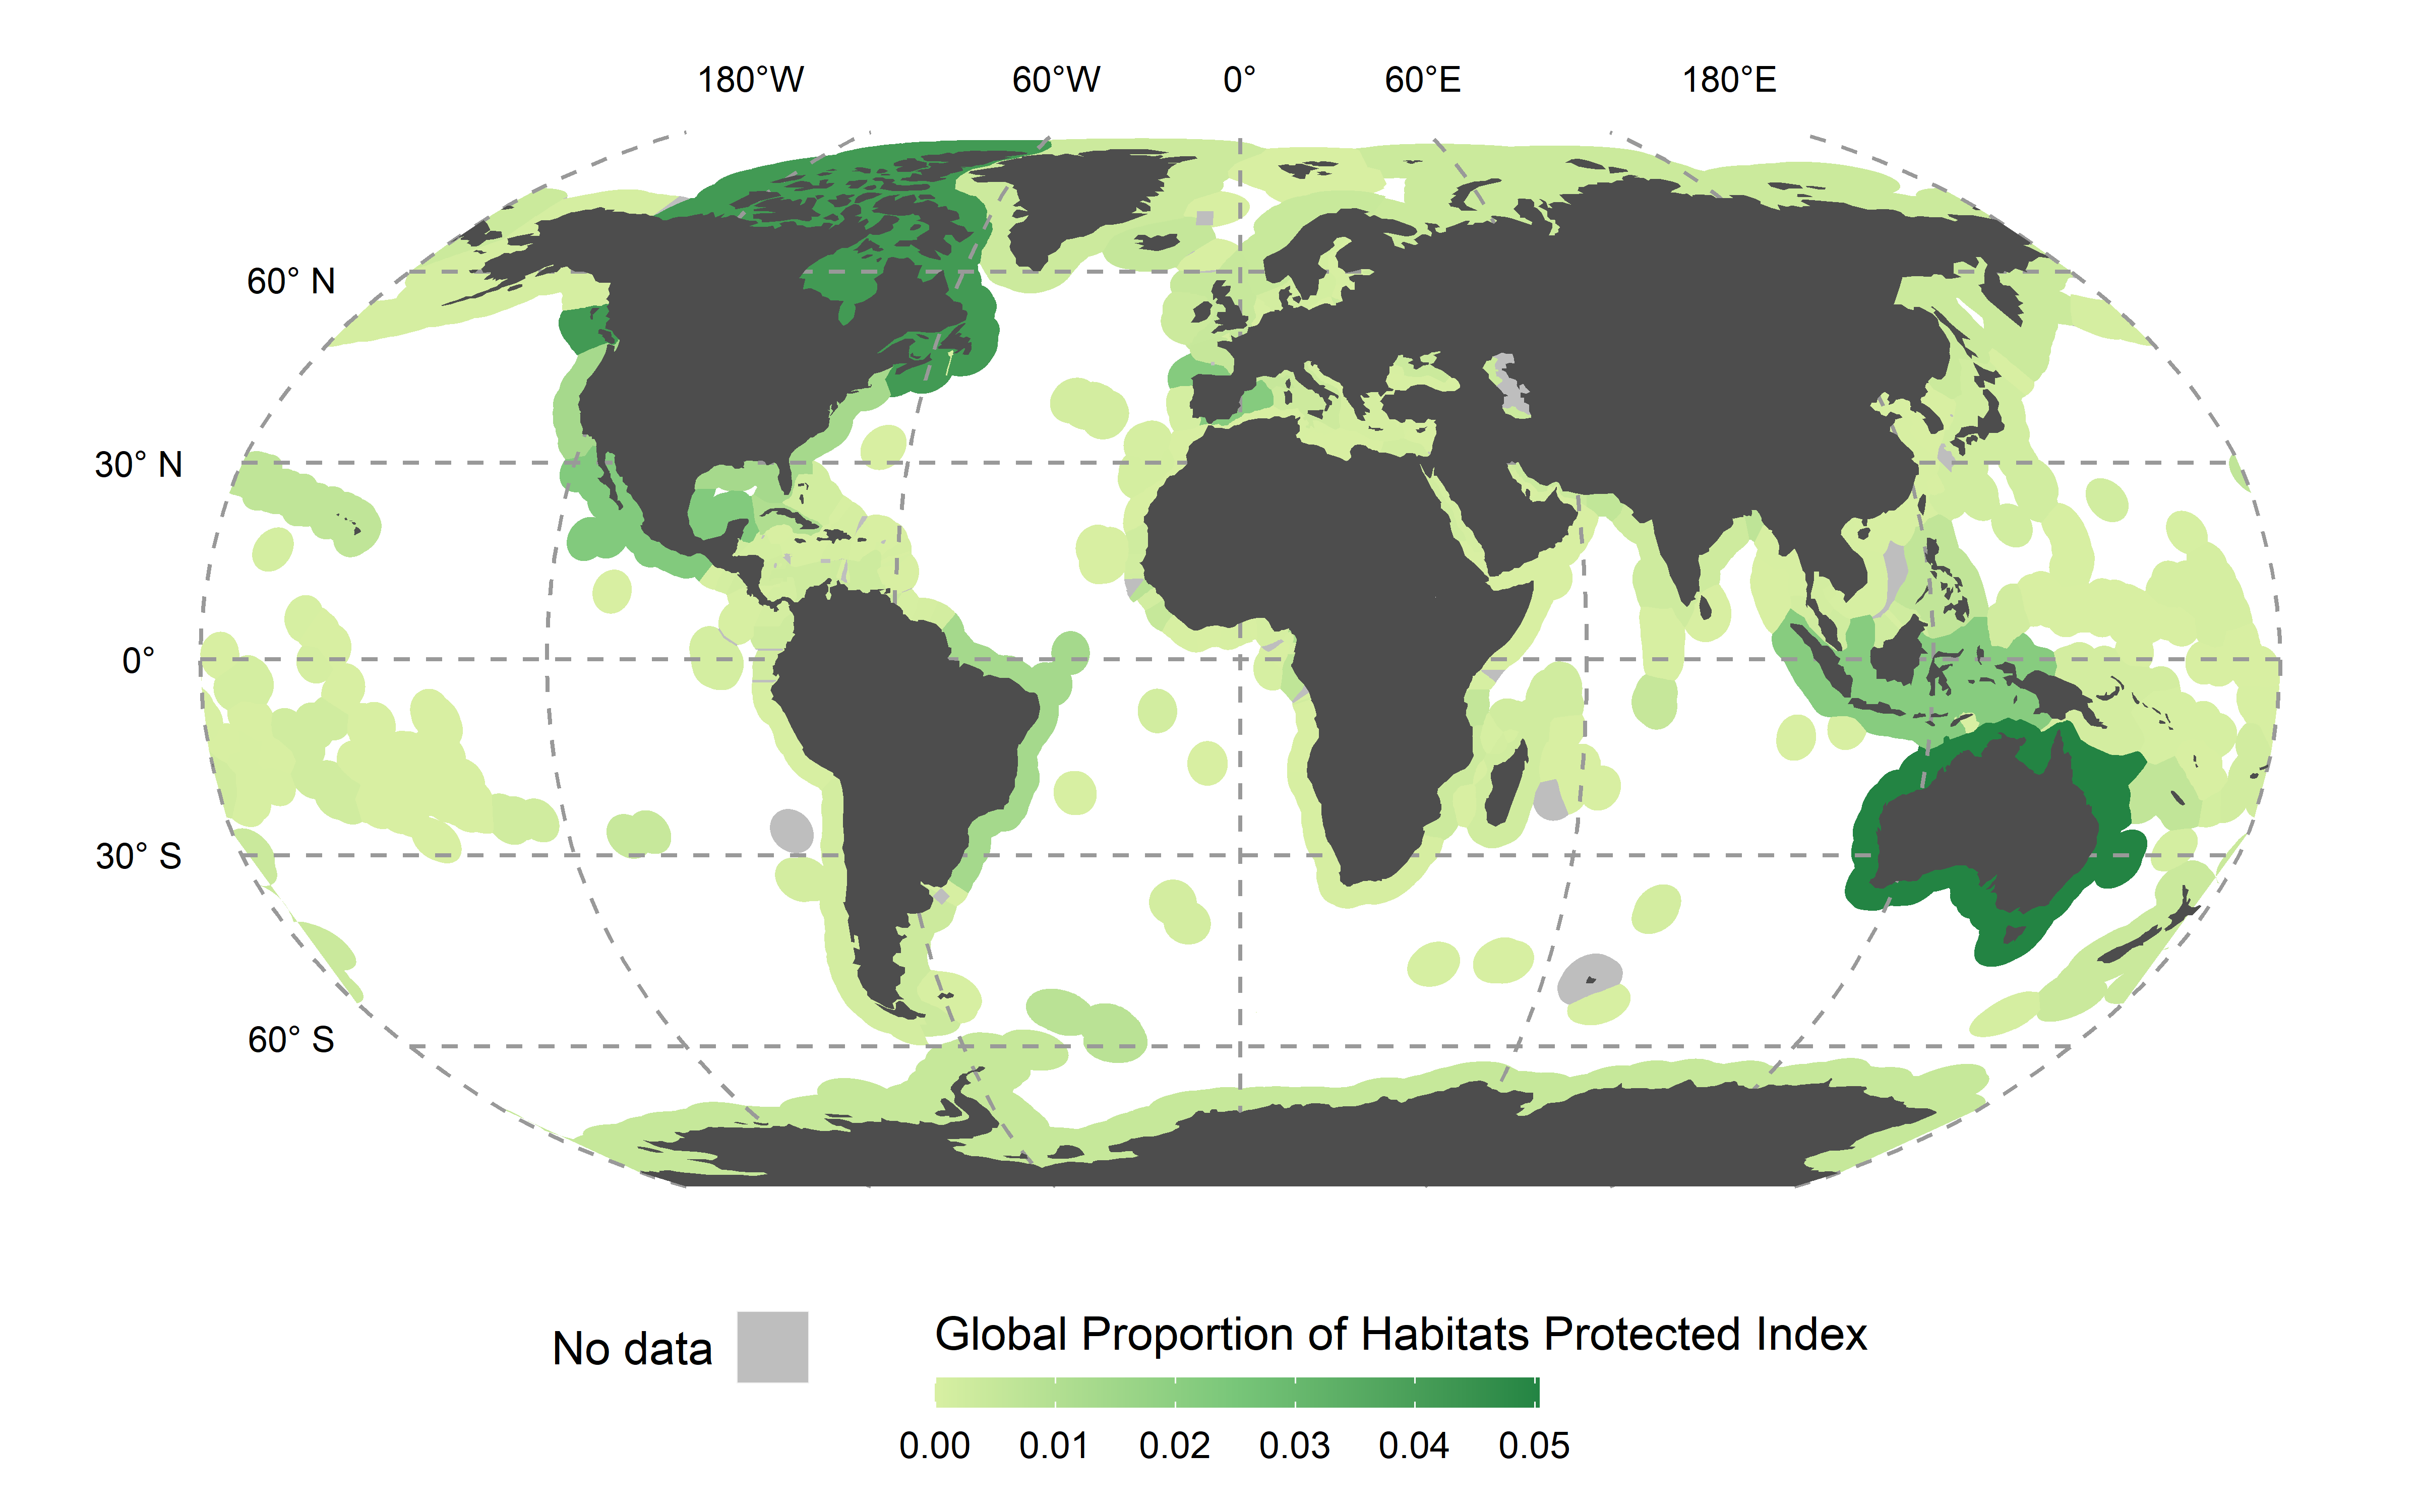 180°W 60°W 0° 60°E 180°E
60° N
30° N
0°
30° S
60° S
No data
Global Proportion of Habitats Protected Index
0.00 0.01 0.02 0.03 0.04 0.05